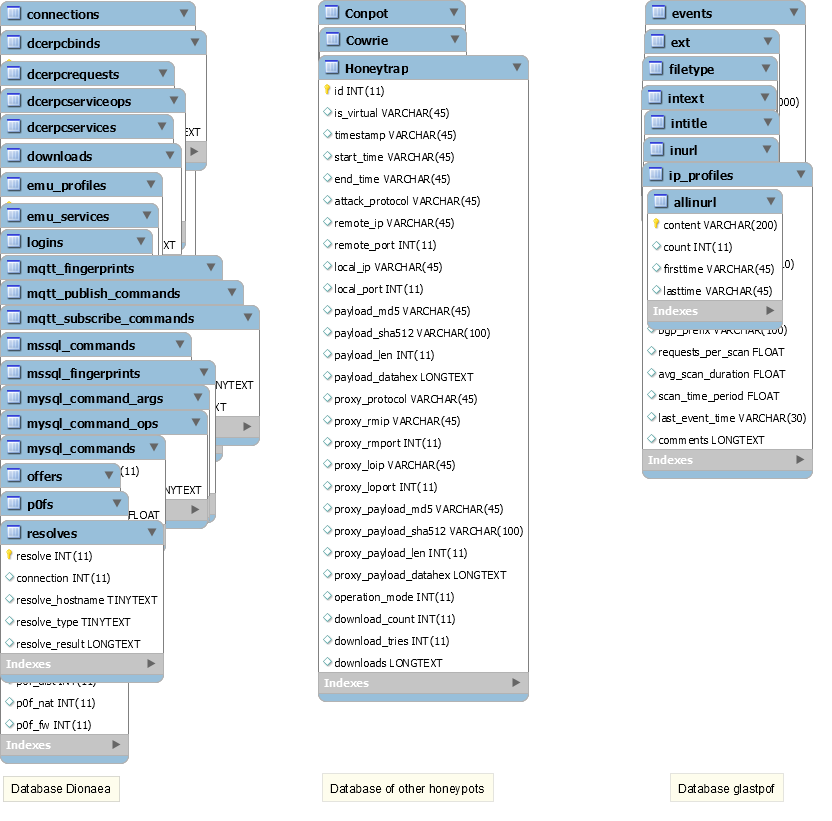 connections
dcerpcbinds
dcerpcrequests
dcerpcserviceops
dcerpcservices
EXT
downloads
emu_profiles
emu_services
logins
XT
mqtt_fingerprints
mqtt_publish_commands
mqtt_subscribe_commands
mssql_commands
mssql_fingerprints
NYTEXT
mysql_command_args
XT
mysql_command_ops
mysql_commands
offers
(11)
NYTEXT
p0fs
FLOAT
resolves
resolve INT(11)
connection INT(11)
resolve_hostname TINYTEXT
resolve_type TINYTEXT
resolve_result LONGTEXT
Indexes
p0f_dist INT(11)
p0f_nat INT(11)
p0f_fw INT(11)
Indexes
Database Dionaea
Conpot
Cowrie
Honeytrap
id INT(11)
is_virtual VARCHAR(45)
timestamp VARCHAR(45)
start_time VARCHAR(45)
end_time VARCHAR(45)
attack_protocol VARCHAR(45)
remote_ip VARCHAR(45)
remote_port INT(11)
local_ip VARCHAR(45)
local_port INT(11)
payload_md5 VARCHAR(45)
payload_sha512 VARCHAR(100)
payload_len INT(11)
payload_datahex LONGTEXT
proxy_protocol VARCHAR(45)
proxy_rmip VARCHAR(45)
proxy_rmport INT(11)
proxy_loip VARCHAR(45)
proxy_loport INT(11)
proxy_payload_md5 VARCHAR(45)
proxy_payload_sha512 VARCHAR(100)
proxy_payload_len INT(11)
proxy_payload_datahex LONGTEXT
operation_mode INT(11)
download_count INT(11)
download_tries INT(11)
downloads LONGTEXT
Indexes
Database of other honeypots
events
ext
filetype
intext
000)
intitle
inurl
ip_profiles
allinurl
content VARCHAR(200)
count INT(11)
firsttime VARCHAR(45)
.0)
lasttime VARCHAR(45)
Indexes
bgp_prefix VARCHAR(100)
requests_per_scan FLOAT
avg_scan_duration FLOAT
scan_time_period FLOAT
last_event_time VARCHAR(30)
comments LONGTEXT
Indexes
Database glastpof